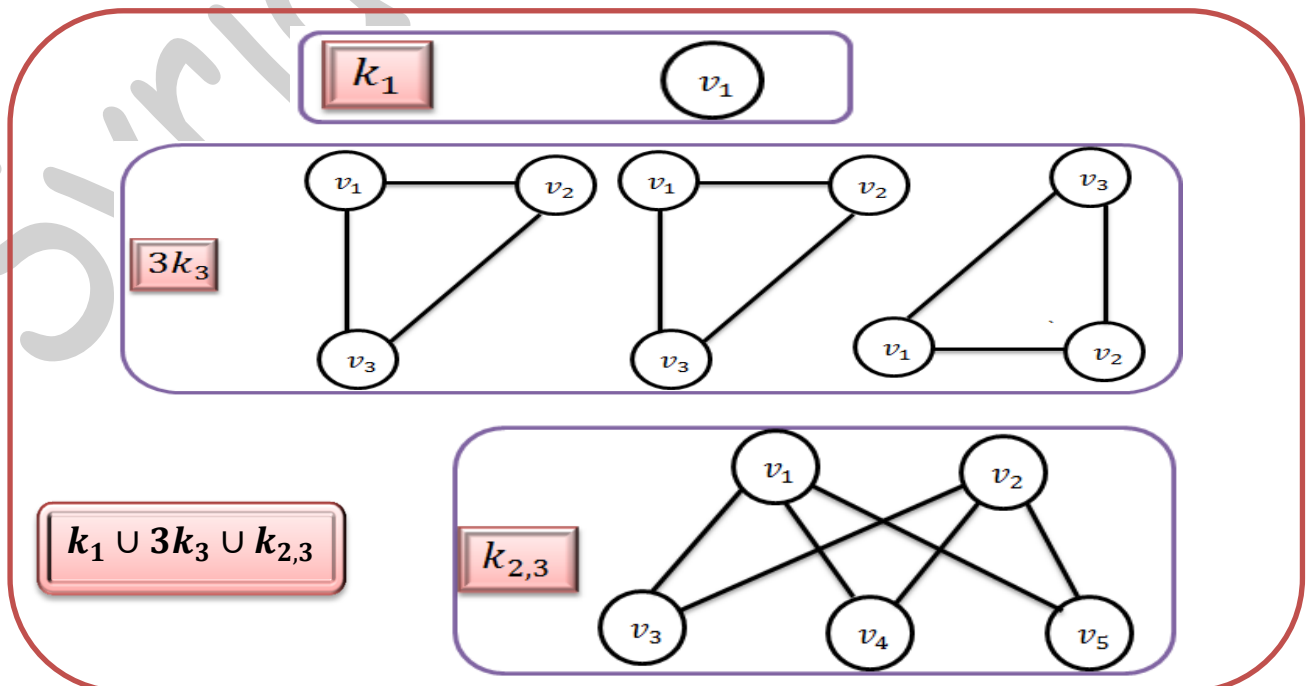 k₁
v₁
v₁ v₂ v₁ v₂ v₃
3k₃
v₃ v₃ v₁ v₂
v₁ v₂
k₁ ∪ 3k₃ ∪ k₂,₃
k₂,₃
v₃ v₄ v₅